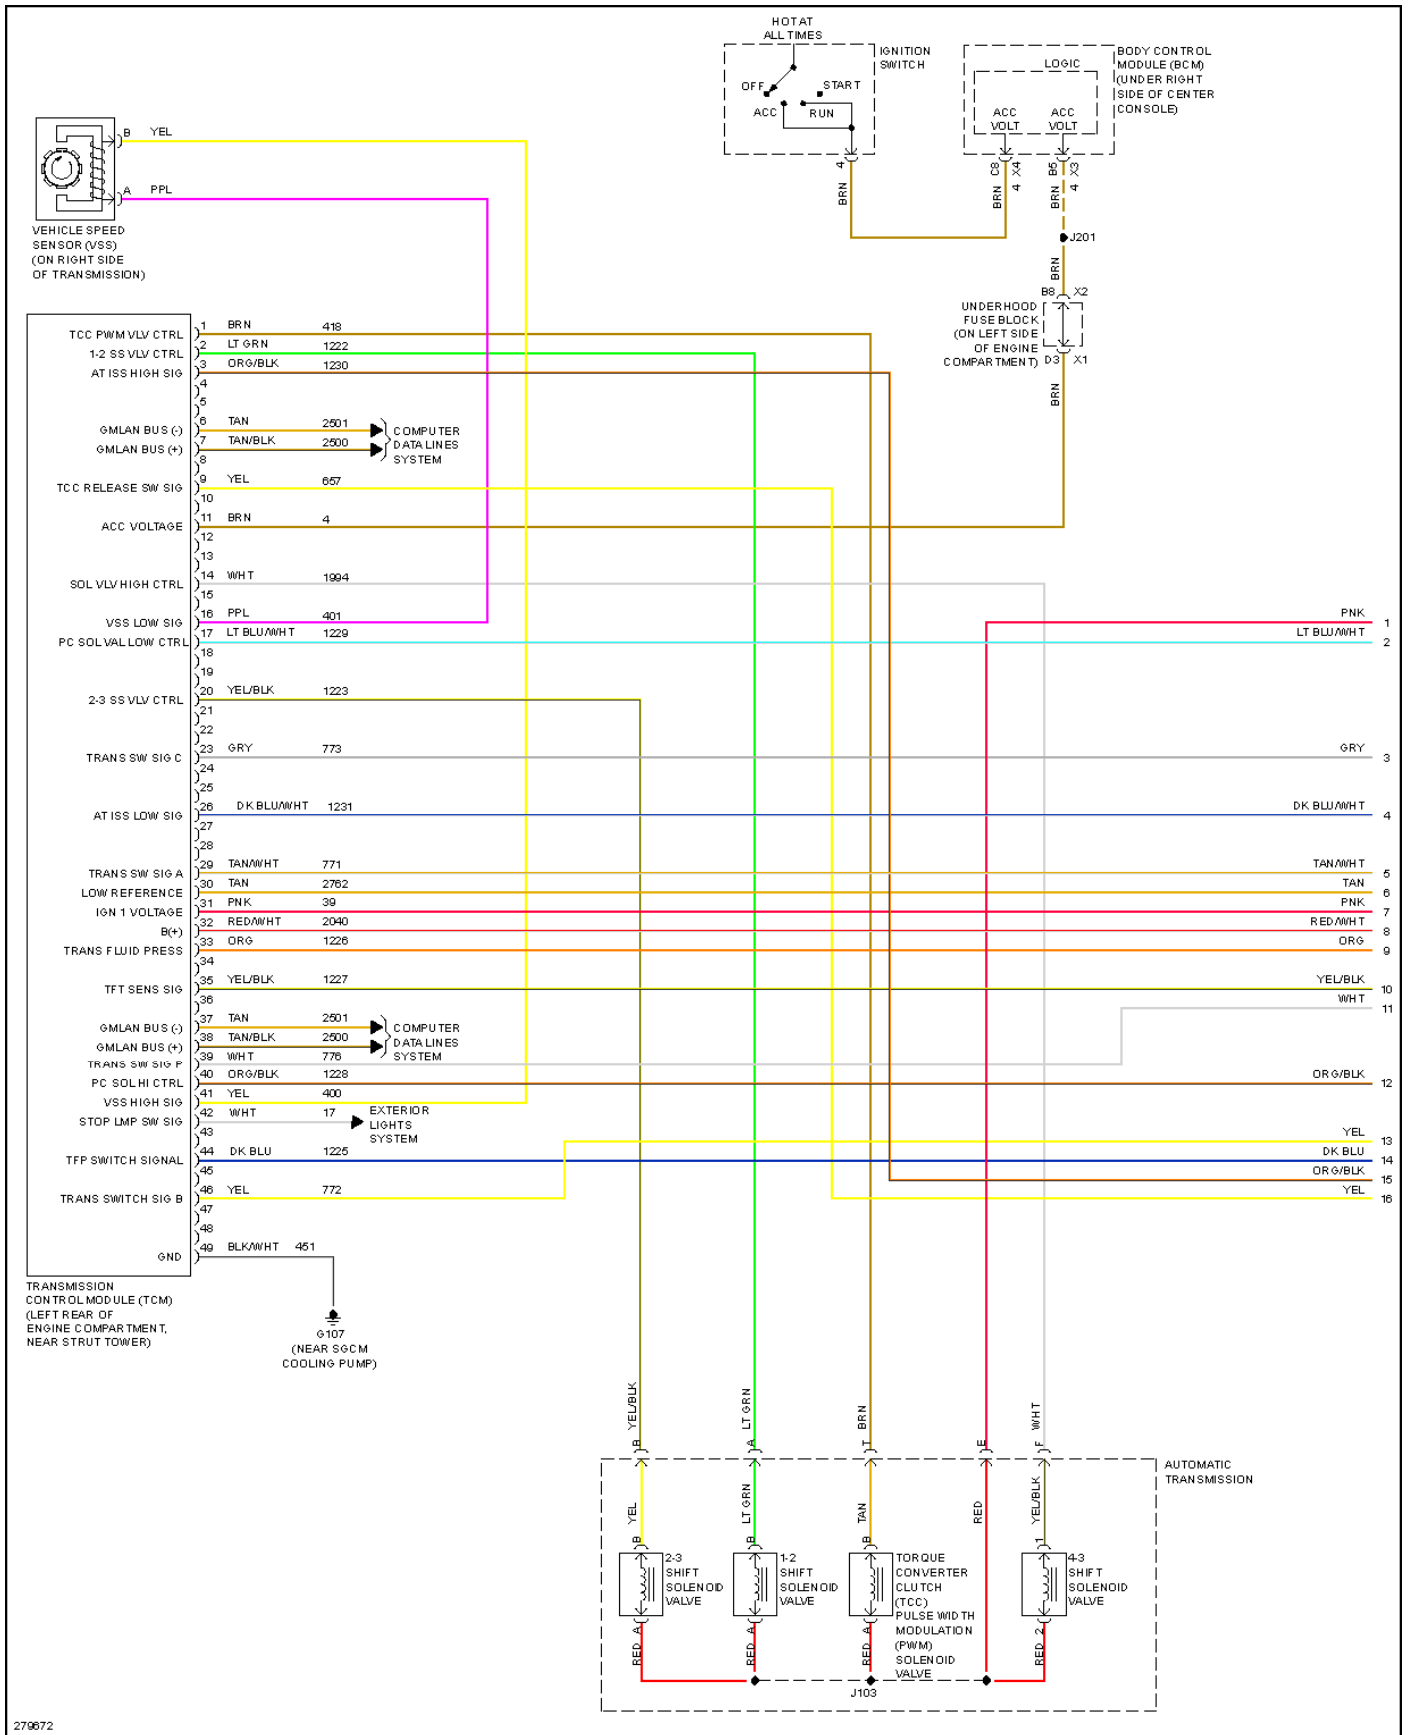 HOT AT
ALL TIMES
IGNITION
SWITCH
OFF
START
ACC
RUN
4
BRN
BODY CONTROL
MODULE (BCM)
(UNDER RIGHT
SIDE OF CENTER
CONSOLE)
LOGIC
ACC
VOLT
ACC
VOLT
C8
X4
B5
X3
BRN
4
BRN
4
J201
BRN
B8
X2
UNDERHOOD
FUSE BLOCK
(ON LEFT SIDE
OF ENGINE
COMPARTMENT)
D3
X1
BRN
B
YEL
A
PPL
VEHICLE SPEED
SENSOR (VSS)
(ON RIGHT SIDE
OF TRANSMISSION)
TCC PWM VLV CTRL 1 BRN 418
1-2 SS VLV CTRL 2 LT GRN 1222
AT ISS HIGH SIG 3 ORG/BLK 1230
4
5
GMLAN BUS (-) 6 TAN 2501
GMLAN BUS (+) 7 TAN/BLK 2500
COMPUTER
DATA LINES
SYSTEM
8
TCC RELEASE SW SIG 9 YEL 657
10
ACC VOLTAGE 11 BRN 4
12
13
SOL VLV HIGH CTRL 14 WHT 1994
15
VSS LOW SIG 16 PPL 401
PC SOL VAL LOW CTRL 17 LT BLU/WHT 1229
18
19
2-3 SS VLV CTRL 20 YEL/BLK 1223
21
22
TRANS SW SIG C 23 GRY 773
24
25
AT ISS LOW SIG 26 DK BLU/WHT 1231
27
28
TRANS SW SIG A 29 TAN/WHT 771
LOW REFERENCE 30 TAN 2762
IGN 1 VOLTAGE 31 PNK 39
B(+) 32 RED/WHT 2040
TRANS FLUID PRESS 33 ORG 1226
34
TFT SENS SIG 35 YEL/BLK 1227
36
GMLAN BUS (-) 37 TAN 2501
GMLAN BUS (+) 38 TAN/BLK 2500
COMPUTER
DATA LINES
SYSTEM
TRANS SW SIG P 39 WHT 776
PC SOL HI CTRL 40 ORG/BLK 1228
VSS HIGH SIG 41 YEL 400
STOP LMP SW SIG 42 WHT 17
EXTERIOR
LIGHTS
SYSTEM
43
TFP SWITCH SIGNAL 44 DK BLU 1225
45
TRANS SWITCH SIG B 46 YEL 772
47
48
GND 49 BLK/WHT 451
TRANSMISSION
CONTROL MODULE (TCM)
(LEFT REAR OF
ENGINE COMPARTMENT,
NEAR STRUT TOWER)
G107
(NEAR SGCM
COOLING PUMP)
PNK 1
LT BLU/WHT 2
GRY 3
DK BLU/WHT 4
TAN/WHT 5
TAN 6
PNK 7
RED/WHT 8
ORG 9
YEL/BLK 10
WHT 11
ORG/BLK 12
YEL 13
DK BLU 14
ORG/BLK 15
YEL 16
YEL/BLK
LT GRN
BRN
WHT
B
A
T
E
F
AUTOMATIC
TRANSMISSION
YEL
LT GRN
TAN
RED
YEL/BLK
B
B
B
1
2-3
SHIFT
SOLENOID
VALVE
1-2
SHIFT
SOLENOID
VALVE
TORQUE
CONVERTER
CLUTCH
(TCC)
PULSE WIDTH
MODULATION
(PWM)
SOLENOID
VALVE
4-3
SHIFT
SOLENOID
VALVE
RED A
RED A
RED A
RED 2
J103
279672